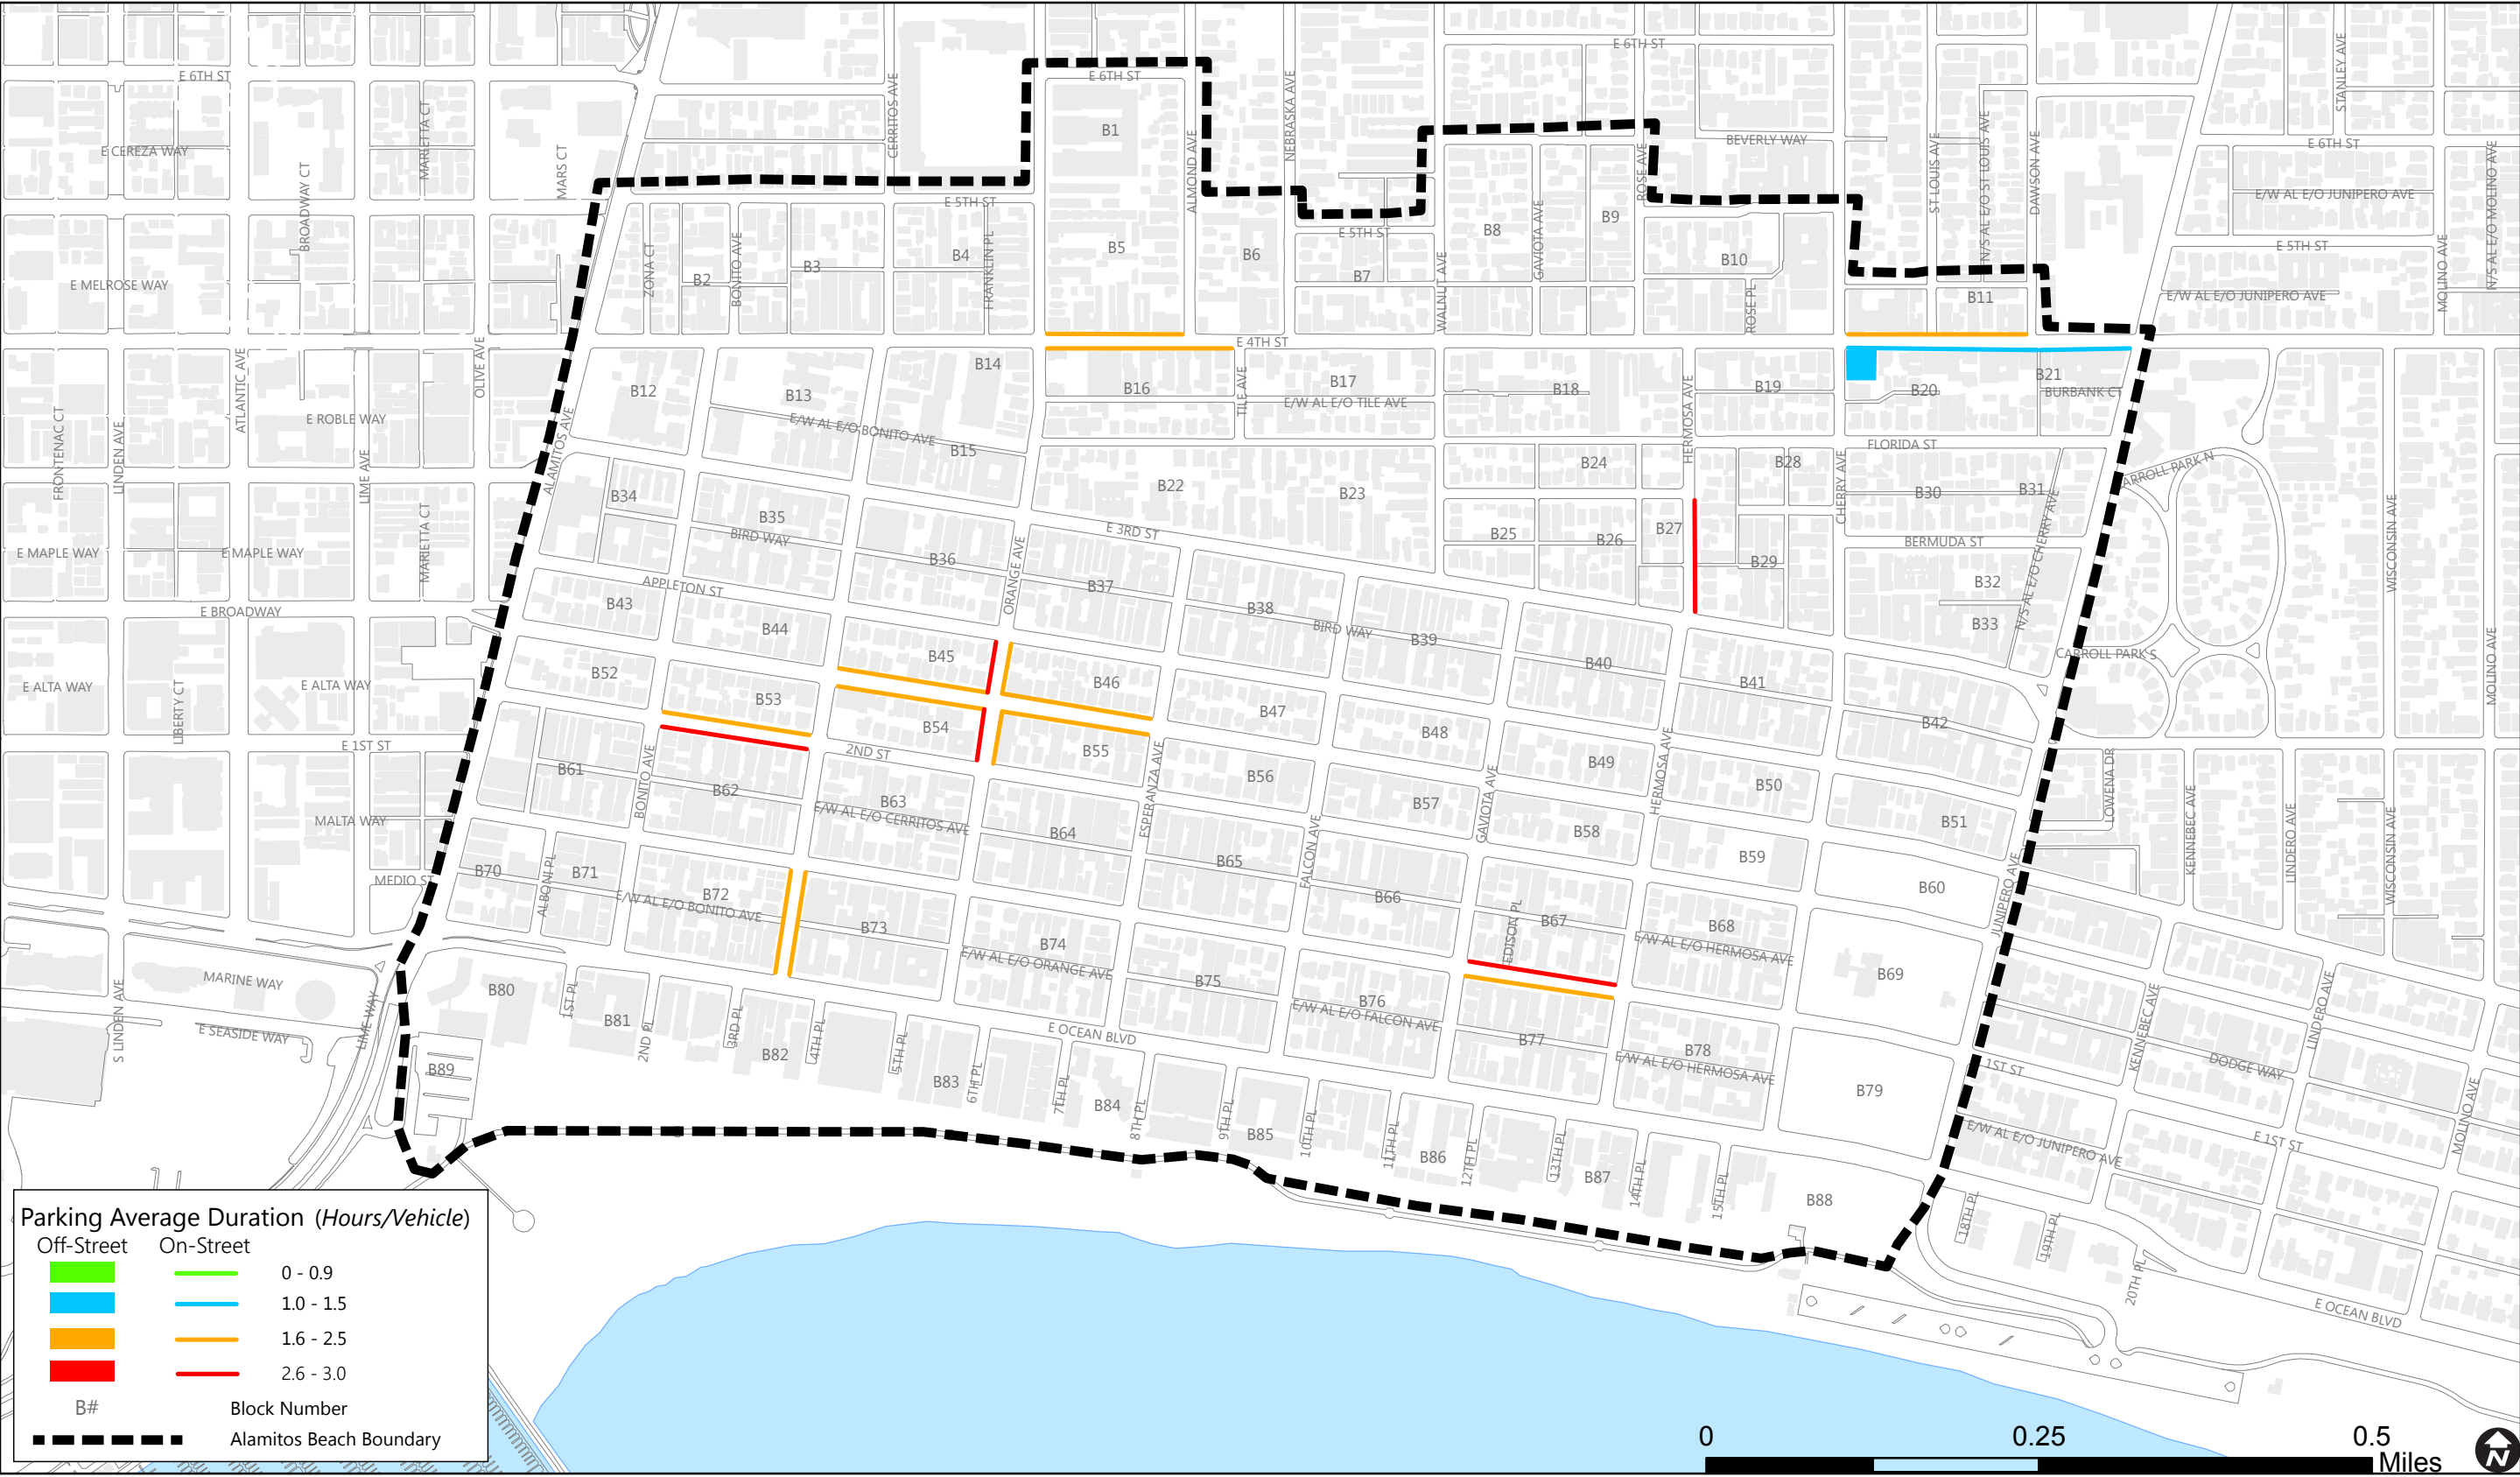 E 6TH ST
E 6TH ST
E 6TH ST
STANLEY AVE
CERRITOS AVE
NEBRASKA AVE
MARIETTA CT
B1
ALMOND AVE
E CEREZA WAY
MARS CT
BROADWAY CT
ROSE AVE
BEVERLY WAY
ST LOUIS AVE
N/S AL E/O ST LOUIS AVE
DAWSON AVE
E 6TH ST
N/S AL E/O MOLINO AVE
E/W AL E/O JUNIPERO AVE
E 5TH ST
E 5TH ST
E 5TH ST
ZONA CT
B2
BONITO AVE
B3
B4
FRANKLIN PL
B5
B6
B7
WALNUT AVE
B8
GAVIOTA AVE
B9
B10
ROSE PL
B11
E/W AL E/O JUNIPERO AVE
MOLINO AVE
E MELROSE WAY
E 4TH ST
OLIVE AVE
ATLANTIC AVE
FRONTENAC CT
LINDEN AVE
E ROBLE WAY
LIME AVE
ALAMITOS AVE
B12
B13
B14
E/W AL E/O BONITO AVE
B15
B16
TILE AVE
B17
E/W AL E/O TILE AVE
B18
HERMOSA AVE
B19
B20
B21
BURBANK CT
FLORIDA ST
CHERRY AVE
CARROLL PARK N
WISCONSIN AVE
B34
B35
BIRD WAY
B36
ORANGE AVE
B22
B23
E 3RD ST
B24
B25
B26
B27
B28
B29
B30
B31
N/S AL E/O CHERRY AVE
BERMUDA ST
B32
B33
CARROLL PARK S
MOLINO AVE
E MAPLE WAY
E MAPLE WAY
MARIETTA CT
E BROADWAY
APPLETON ST
B43
B44
B45
B46
B37
B38
BIRD WAY
B39
B40
B41
B42
E ALTA WAY
E ALTA WAY
LIBERTY CT
E 1ST ST
B52
B53
B54
2ND ST
B55
B47
B48
B49
B50
B51
MALTA WAY
MEDIO ST
B61
BONITO AVE
B62
B63
E/W AL E/O CERRITOS AVE
B64
ESPERANZA AVE
B56
B57
GAVIOTA AVE
B58
HERMOSA AVE
B59
B60
JUNIPERO AVE
LOWENA DR
KENNEBEC AVE
LINDERO AVE
WISCONSIN AVE
B70
ALBONI PL
B71
B72
E/W AL E/O BONITO AVE
B73
B74
E/W AL E/O ORANGE AVE
B65
FALCON AVE
B66
EDISON PL
B67
B68
E/W AL E/O HERMOSA AVE
B69
B75
B76
E/W AL E/O FALCON AVE
B77
B78
E/W AL E/O HERMOSA AVE
B79
MARINE WAY
S LINDEN AVE
E SEASIDE WAY
LIME WAY
B80
1ST PL
B81
2ND PL
3RD PL
B82
4TH PL
5TH PL
B83
6TH PL
E OCEAN BLVD
7TH PL
B84
8TH PL
9TH PL
B85
10TH PL
11TH PL
B86
12TH PL
13TH PL
B87
14TH PL
15TH PL
B88
B89
1ST ST
KENNEBEC AVE
DODGE WAY
LINDERO AVE
MOLINO AVE
E/W AL E/O JUNIPERO AVE
E 1ST ST
18TH PL
19TH PL
20TH PL
E OCEAN BLVD
Parking Average Duration (Hours/Vehicle)
Off-Street On-Street
0 - 0.9
1.0 - 1.5
1.6 - 2.5
2.6 - 3.0
B# Block Number
Alamitos Beach Boundary
0 0.25 0.5
Miles
N